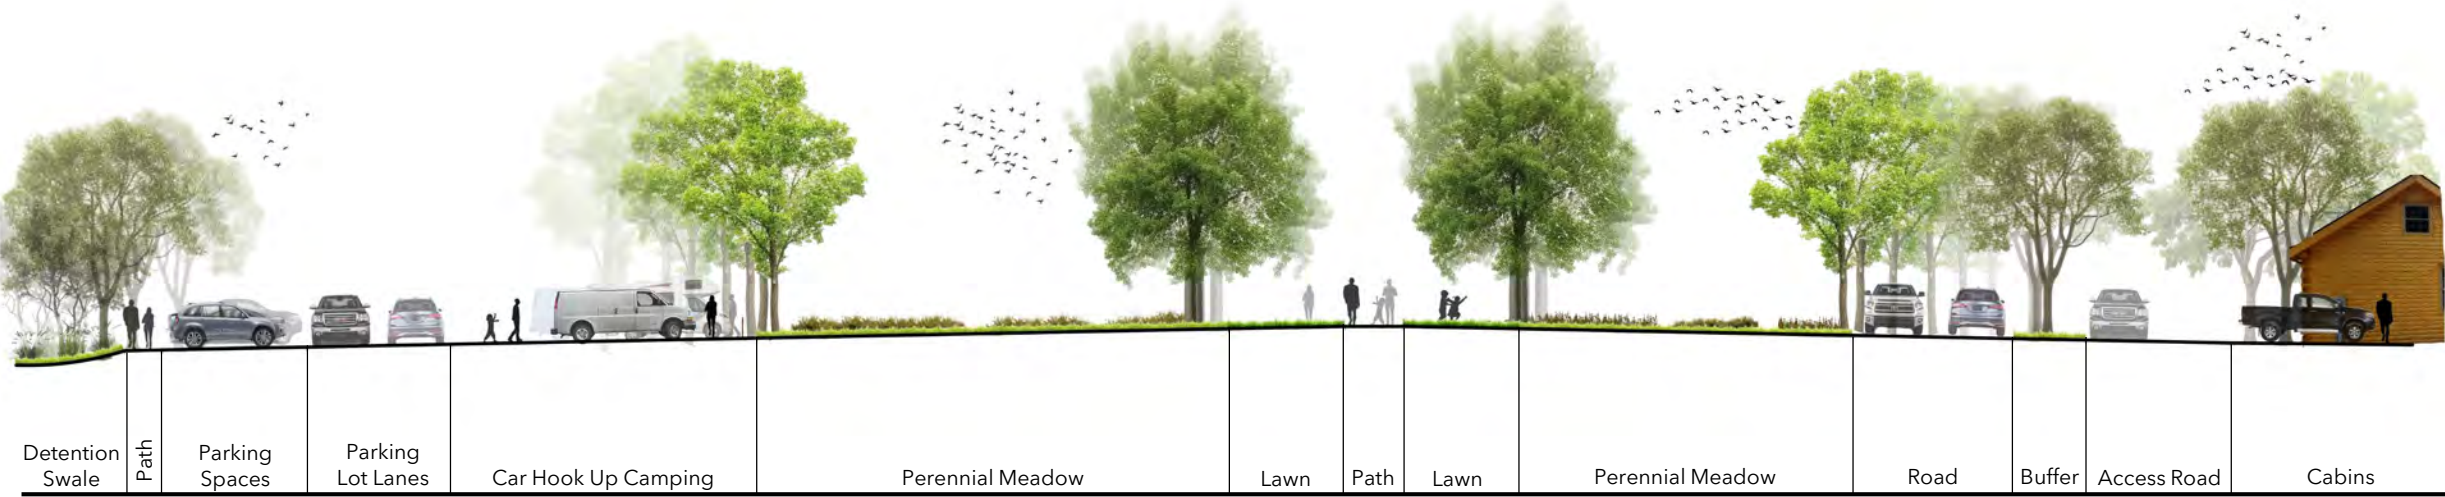 Detention
Swale
Path
Parking
Spaces
Parking
Lot Lanes
Car Hook Up Camping
Perennial Meadow
Lawn
Path
Lawn
Perennial Meadow
Road
Buffer
Access Road
Cabins